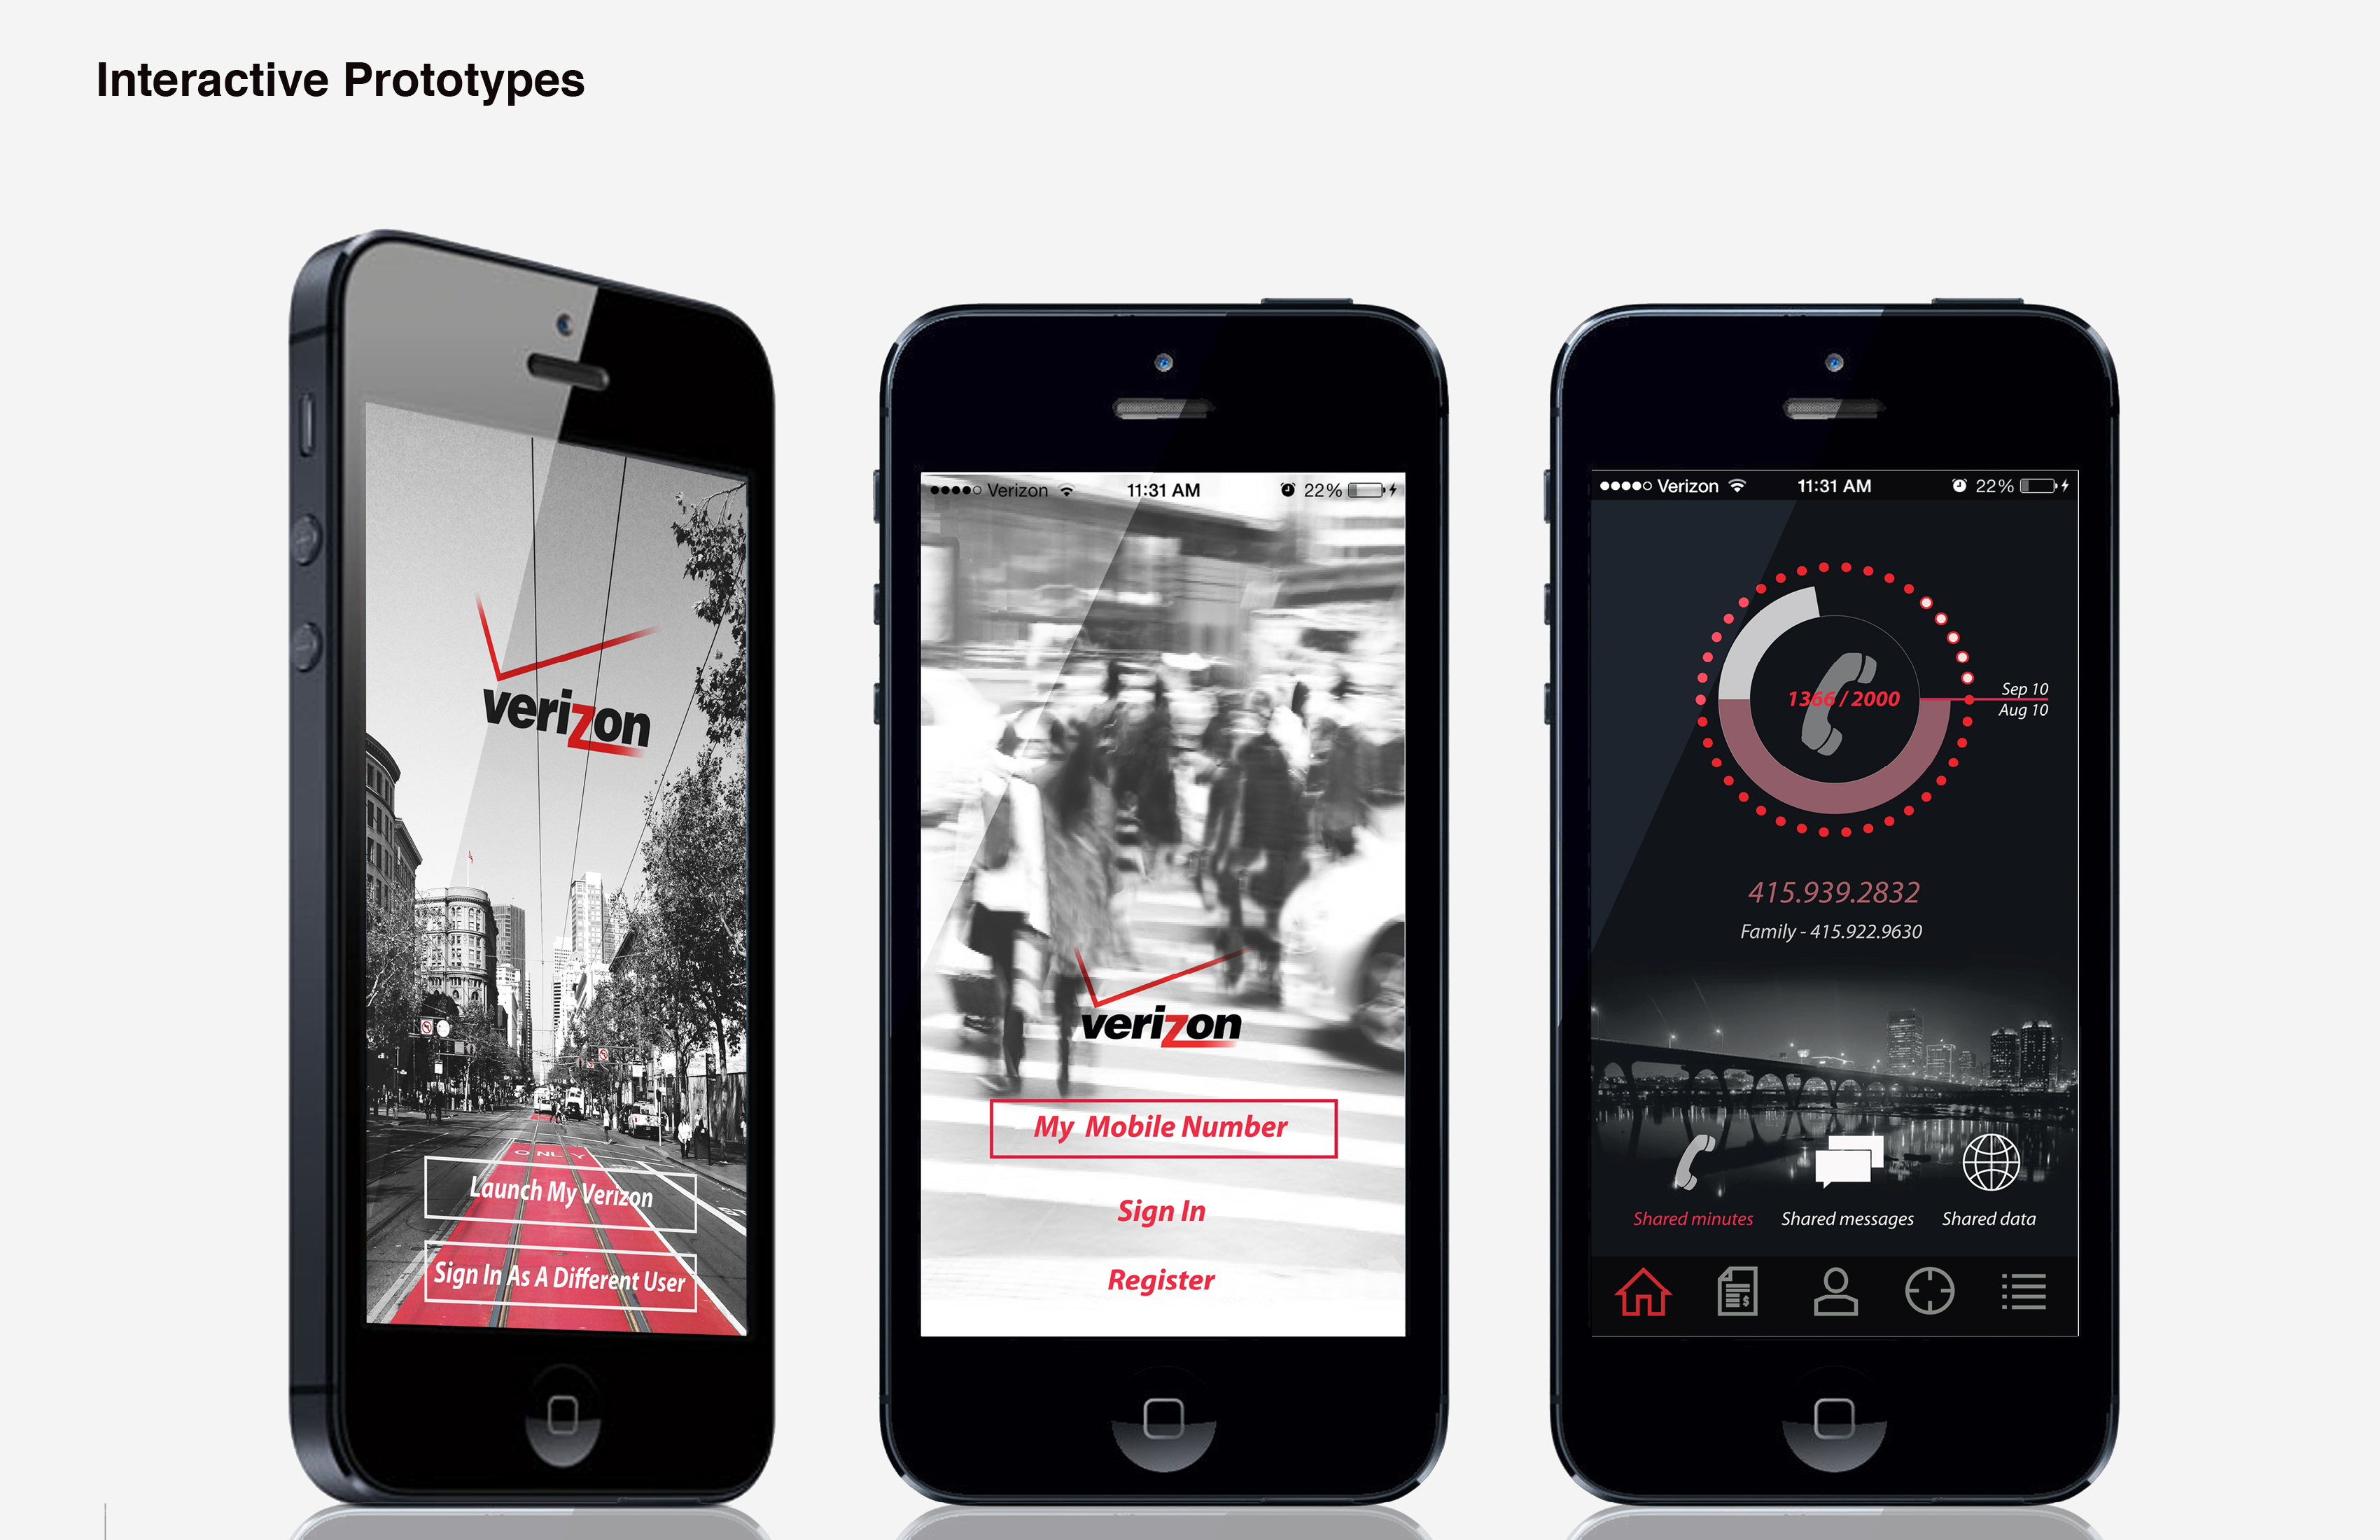 Interactive Prototypes
verizon
ONLY
Launch My Verizon
Sign In As A Different User
Verizon 11:31 AM 22%
verizon
My Mobile Number
Sign In
Register
Verizon 11:31 AM 22%
1366 / 2000
Sep 10
Aug 10
415.939.2832
Family - 415.922.9630
Shared minutes Shared messages Shared data